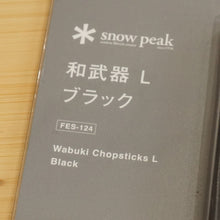 snow peak
和武器 L
ブラック
FES-124
Wabuki Chopsticks L
Black